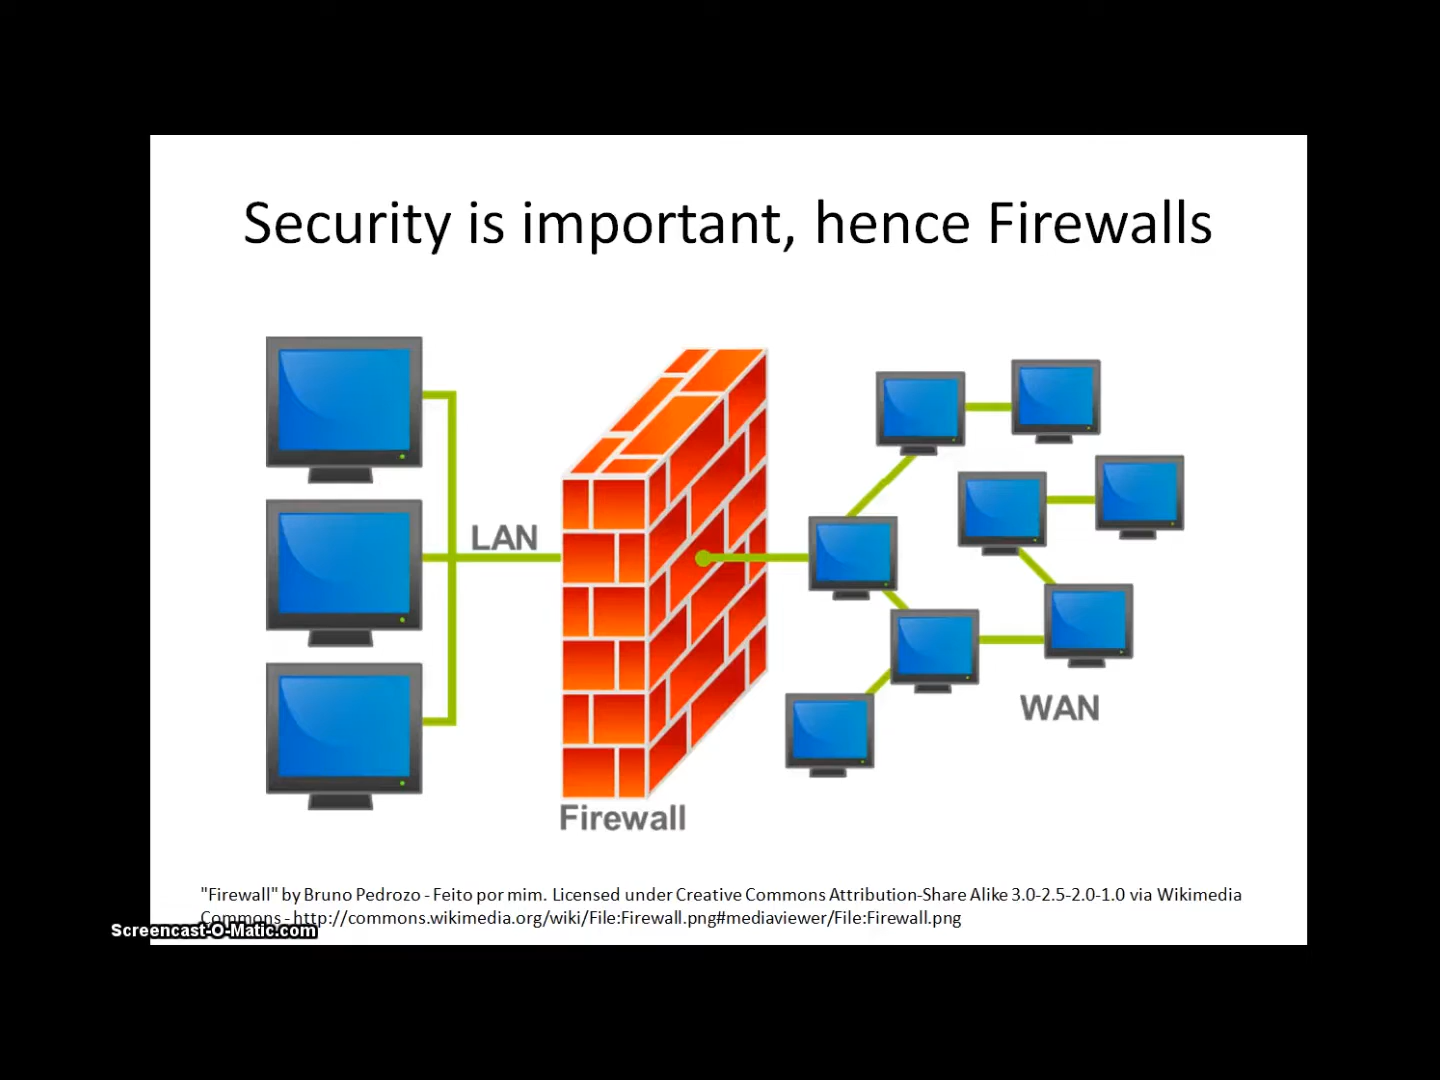 Security is important, hence Firewalls
LAN
WAN
Firewall
"Firewall" by Bruno Pedrozo - Feito por mim. Licensed under Creative Commons Attribution-Share Alike 3.0-2.5-2.0-1.0 via Wikimedia
Commons - http://commons.wikimedia.org/wiki/File:Firewall.png#mediaviewer/File:Firewall.png
Screencast-O-Matic.com